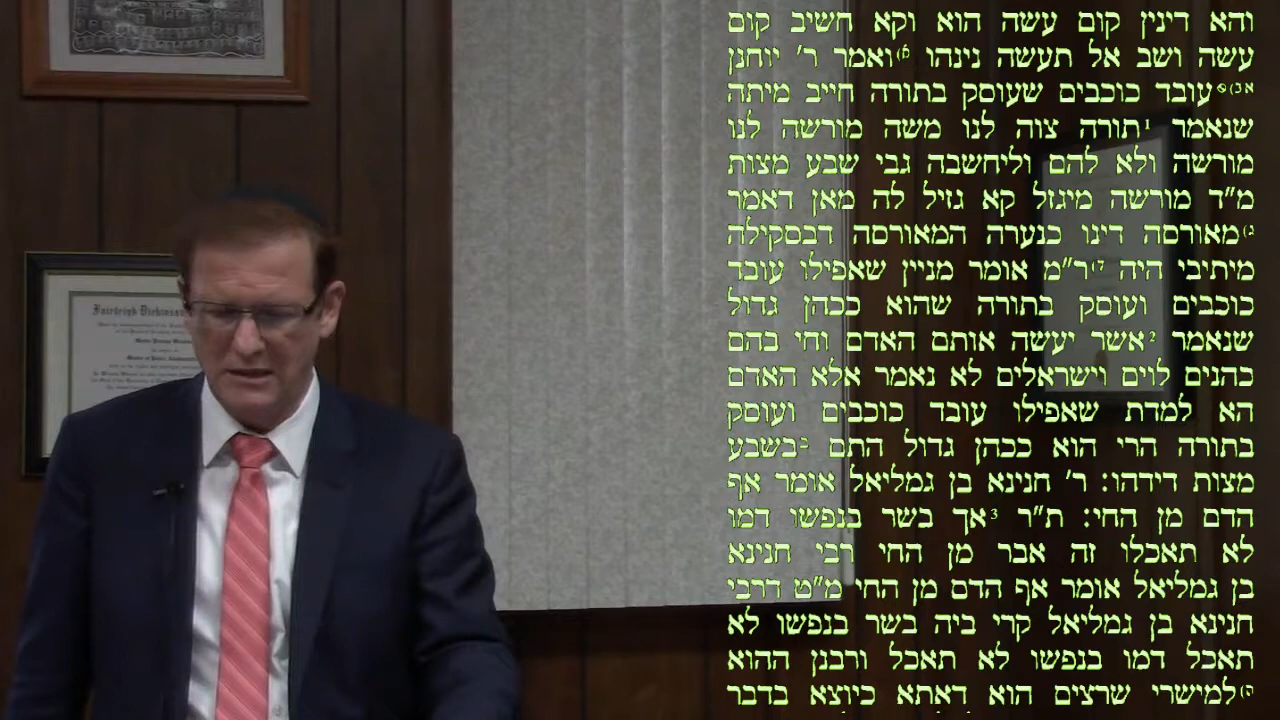 והא דינין קום עשה הוא וקא חשיב קום
עשה ושב אל תעשה נינהו ואמר ר׳ יוחנן
עובד כוכבים שעוסק בתורה חייב מיתה
שנאמר ¹תורה צוה לנו משה מורשה לנו
מורשה ולא להם וליחשבה גבי שבע מצות
מ״ד מורשה מיגזל קא גזיל לה מאן דאמר
מאורסה דינו כנערה המאורסה דבסקילה
מיתיבי היה ר״מ אומר מניין שאפילו עובד
כוכבים ועוסק בתורה שהוא ככהן גדול
שנאמר ²אשר יעשה אותם האדם וחי בהם
כהנים לוים וישראלים לא נאמר אלא האדם
הא למדת שאפילו עובד כוכבים ועוסק
בתורה הרי הוא ככהן גדול התם בשבע
מצות דידהו: ר׳ חנינא בן גמליאל אומר אף
הדם מן החי: ת״ר ³אך בשר בנפשו דמו
לא תאכלו זה אבר מן החי רבי חנינא
בן גמליאל אומר אף הדם מן החי מ״ט דרבי
חנינא בן גמליאל קרי ביה בשר בנפשו לא
תאכל דמו בנפשו לא תאכל ורבנן ההוא
למישרי שרצים הוא דאתא כיוצא בדבר
Fairleigh Dickinson